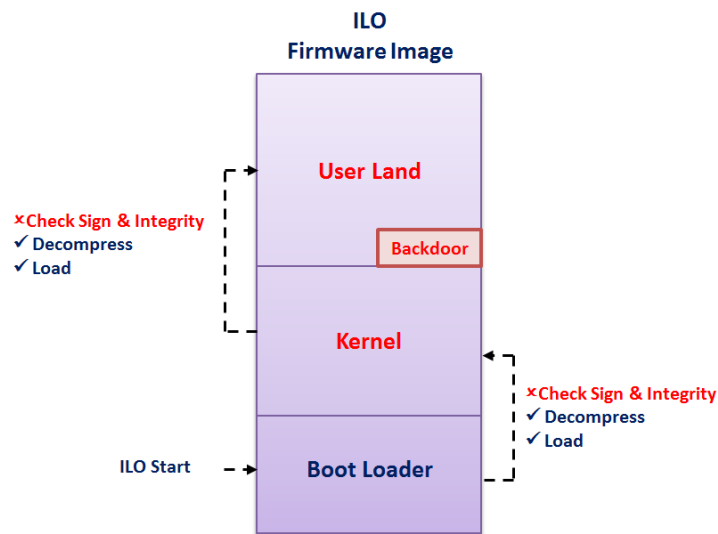 ILO
Firmware Image
User Land
✗Check Sign & Integrity
✓ Decompress
✓ Load
Backdoor
Kernel
✗Check Sign & Integrity
✓ Decompress
✓ Load
ILO Start
Boot Loader